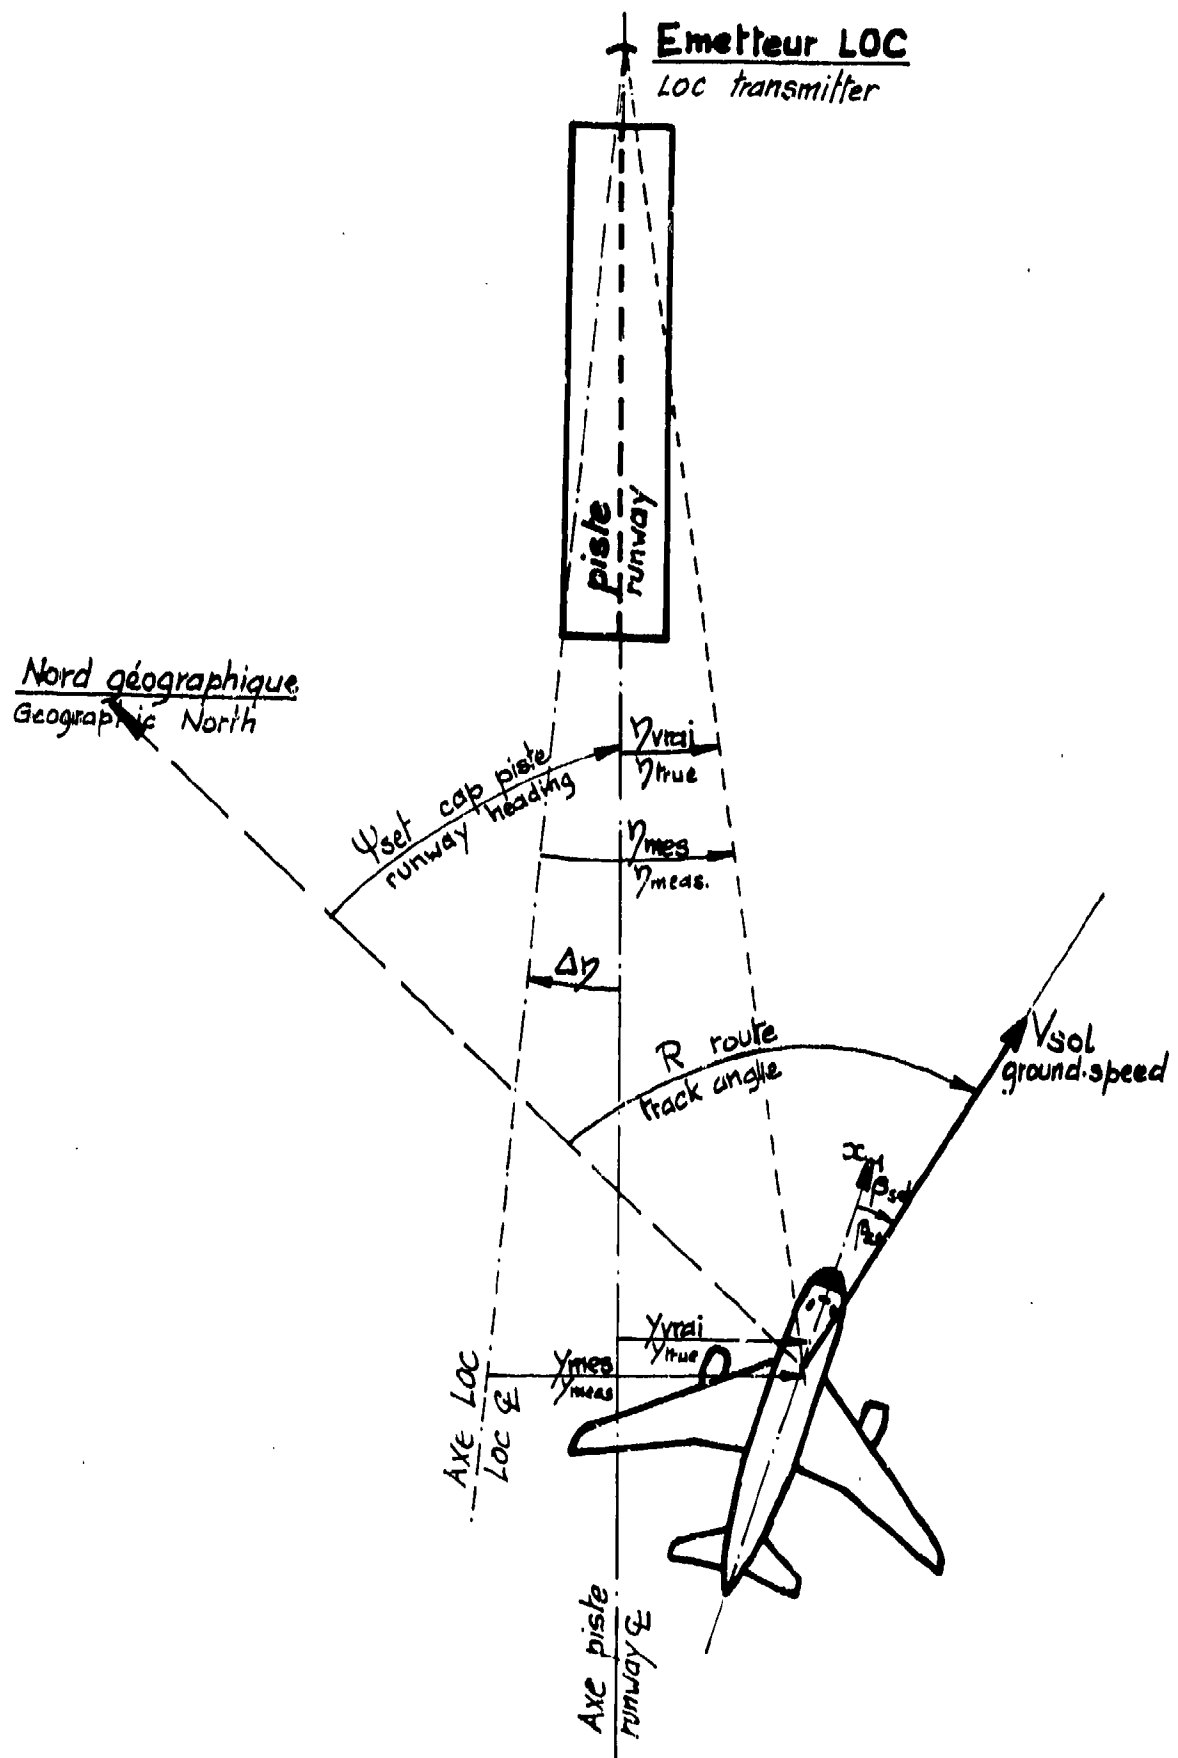 Emetteur LOC
LOC transmitter
piste
runway
Nord géographique
Geographic North
ψset cap piste
runway heading
ηvrai
ηtrue
ηmes
ηmeas.
Δη
R route
track angle
Vsol
ground.speed
yvrai
ytrue
ymes
ymeas
Axe LOC
LOC ℄
Axe piste
runway ℄